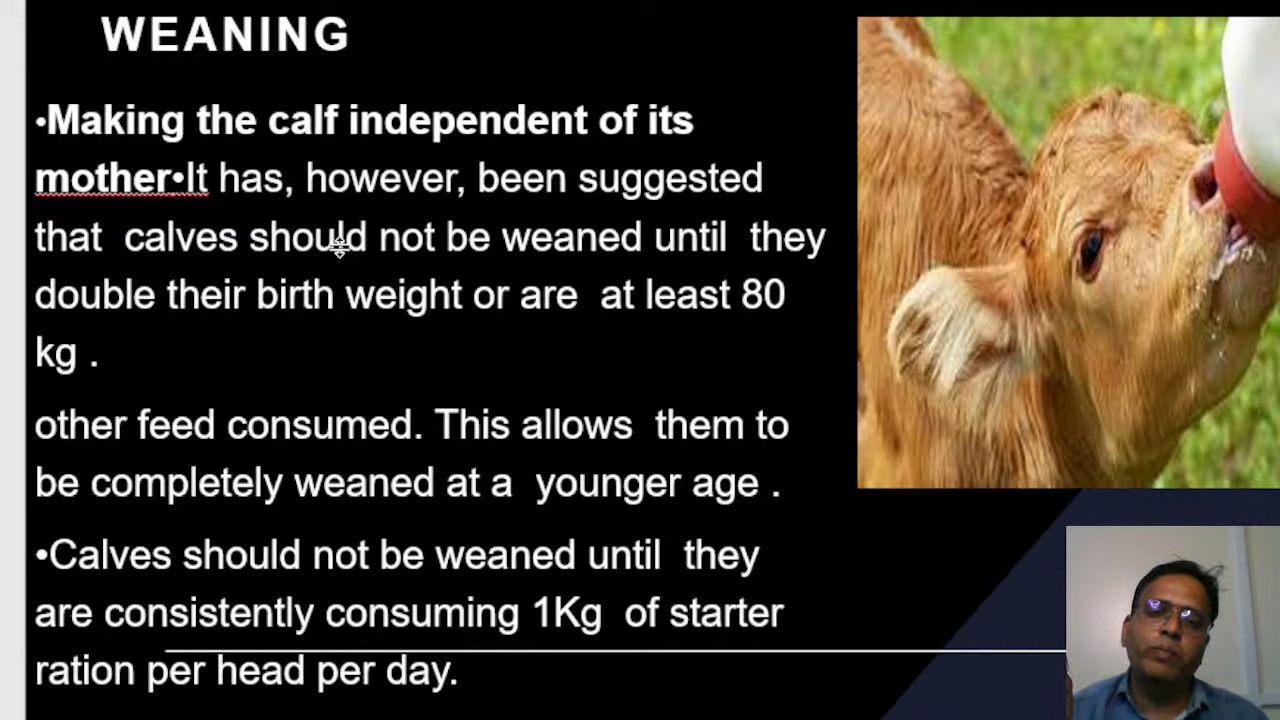 WEANING
•Making the calf independent of its
mother•It has, however, been suggested
that calves should not be weaned until they
double their birth weight or are at least 80
kg .
other feed consumed. This allows them to
be completely weaned at a younger age .
•Calves should not be weaned until they
are consistently consuming 1Kg of starter
ration per head per day.